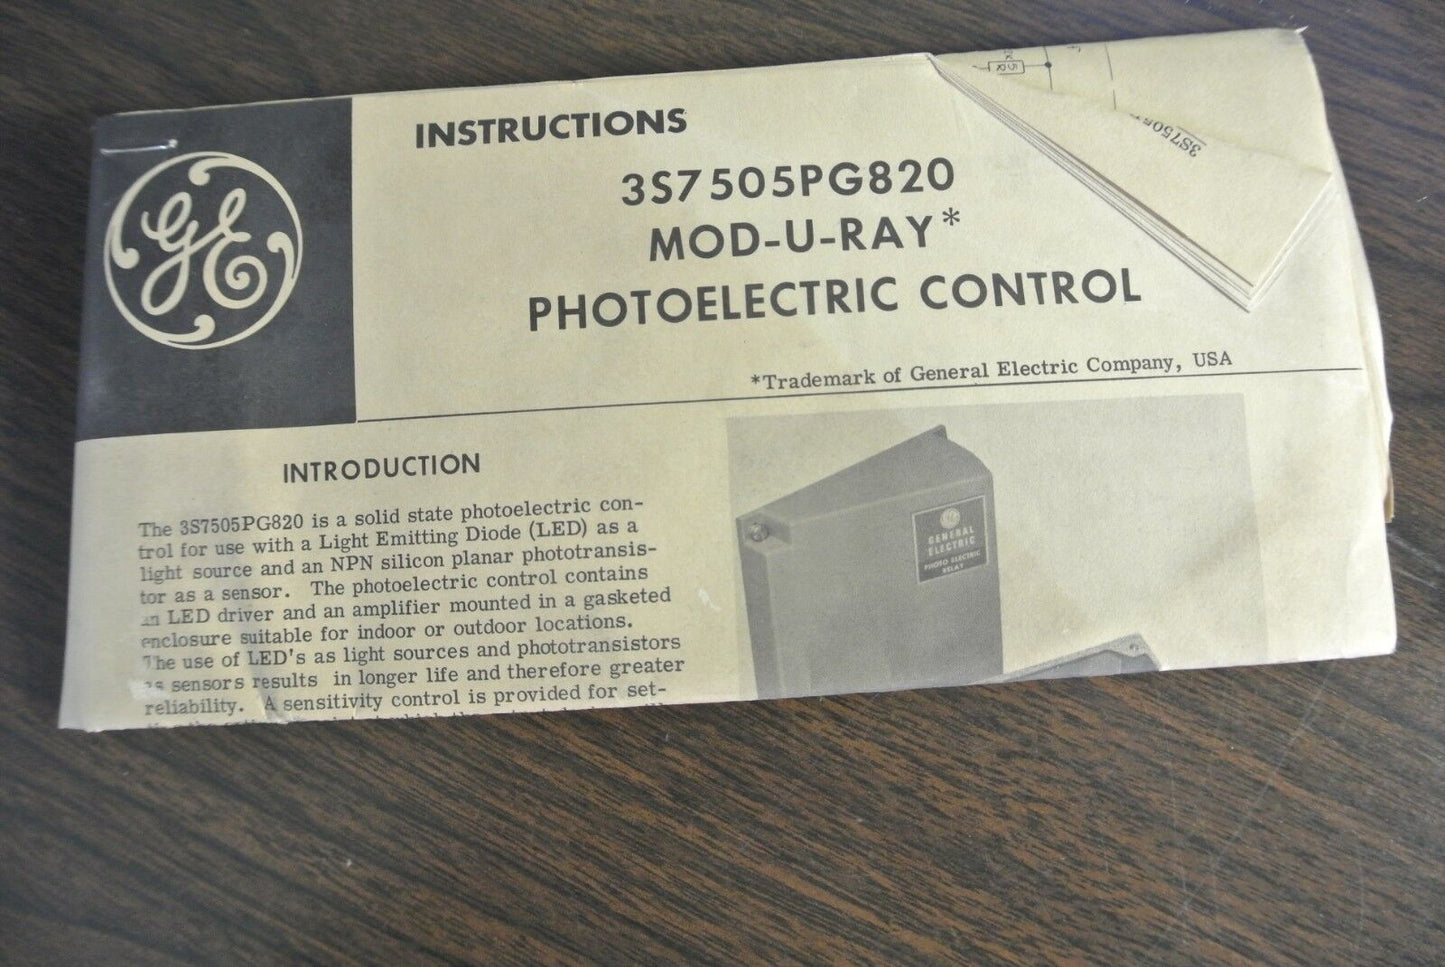 GE
INSTRUCTIONS
3S7505PG820
MOD-U-RAY*
PHOTOELECTRIC CONTROL
*Trademark of General Electric Company, USA
INTRODUCTION
The 3S7505PG820 is a solid state photoelectric con-
trol for use with a Light Emitting Diode (LED) as a
light source and an NPN silicon planar phototransis-
tor as a sensor. The photoelectric control contains
an LED driver and an amplifier mounted in a gasketed
enclosure suitable for indoor or outdoor locations.
The use of LED's as light sources and phototransistors
as sensors results in longer life and therefore greater
reliability. A sensitivity control is provided for set-
GENERAL
ELECTRIC
PHOTO ELECTRIC
RELAY
3S7505